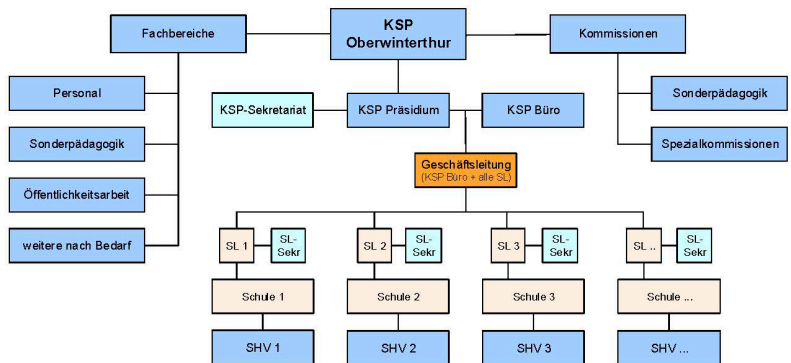 KSP
Oberwinterthur
Fachbereiche
Kommissionen
Personal
KSP-Sekretariat
KSP Präsidium
KSP Büro
Sonderpädagogik
Sonderpädagogik
Spezialkommissionen
Geschäftsleitung
(KSP Büro + alle SL)
Öffentlichkeitsarbeit
weitere nach Bedarf
SL 1
SL-
Sekr
SL 2
SL-
Sekr
SL 3
SL-
Sekr
SL ..
SL-
Sekr
Schule 1
Schule 2
Schule 3
Schule ...
SHV 1
SHV 2
SHV 3
SHV ...